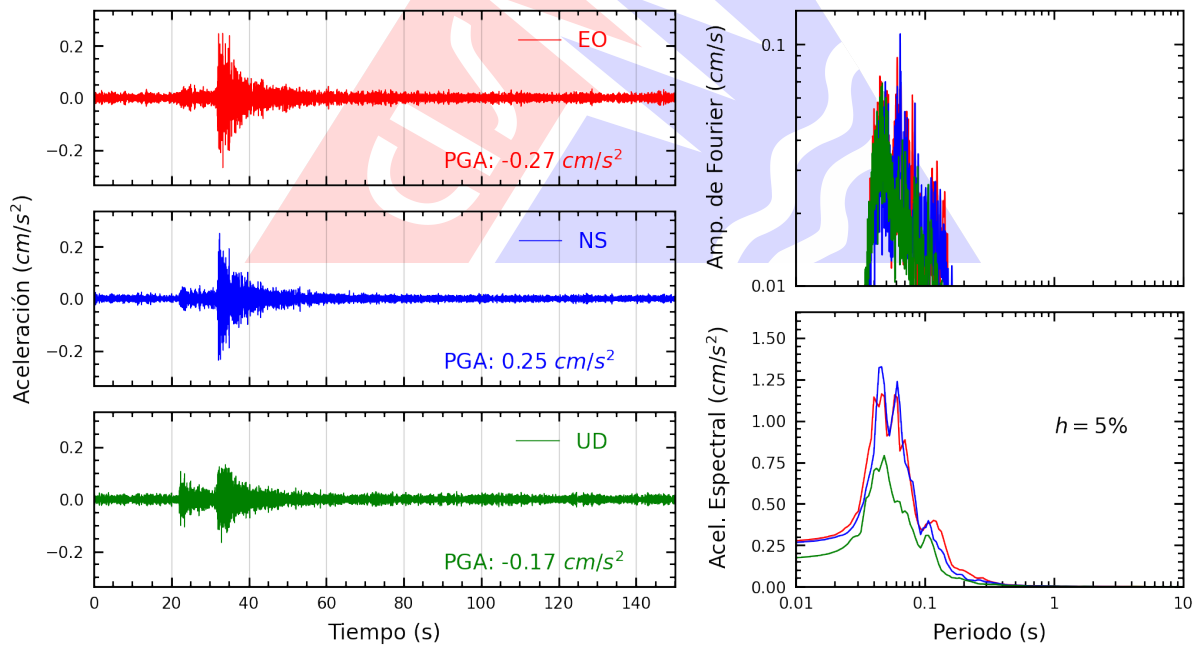 Aceleración (cm/s²)
0.2
0.0
−0.2
EO
PGA: -0.27 cm/s²
0.2
0.0
−0.2
NS
PGA: 0.25 cm/s²
0.2
0.0
−0.2
UD
PGA: -0.17 cm/s²
0 20 40 60 80 100 120 140
Tiempo (s)
Amp. de Fourier (cm/s)
0.1
0.01
Acel. Espectral (cm/s²)
1.50
1.25
1.00
0.75
0.50
0.25
0.00
h = 5%
0.01 0.1 1 10
Periodo (s)
CIS